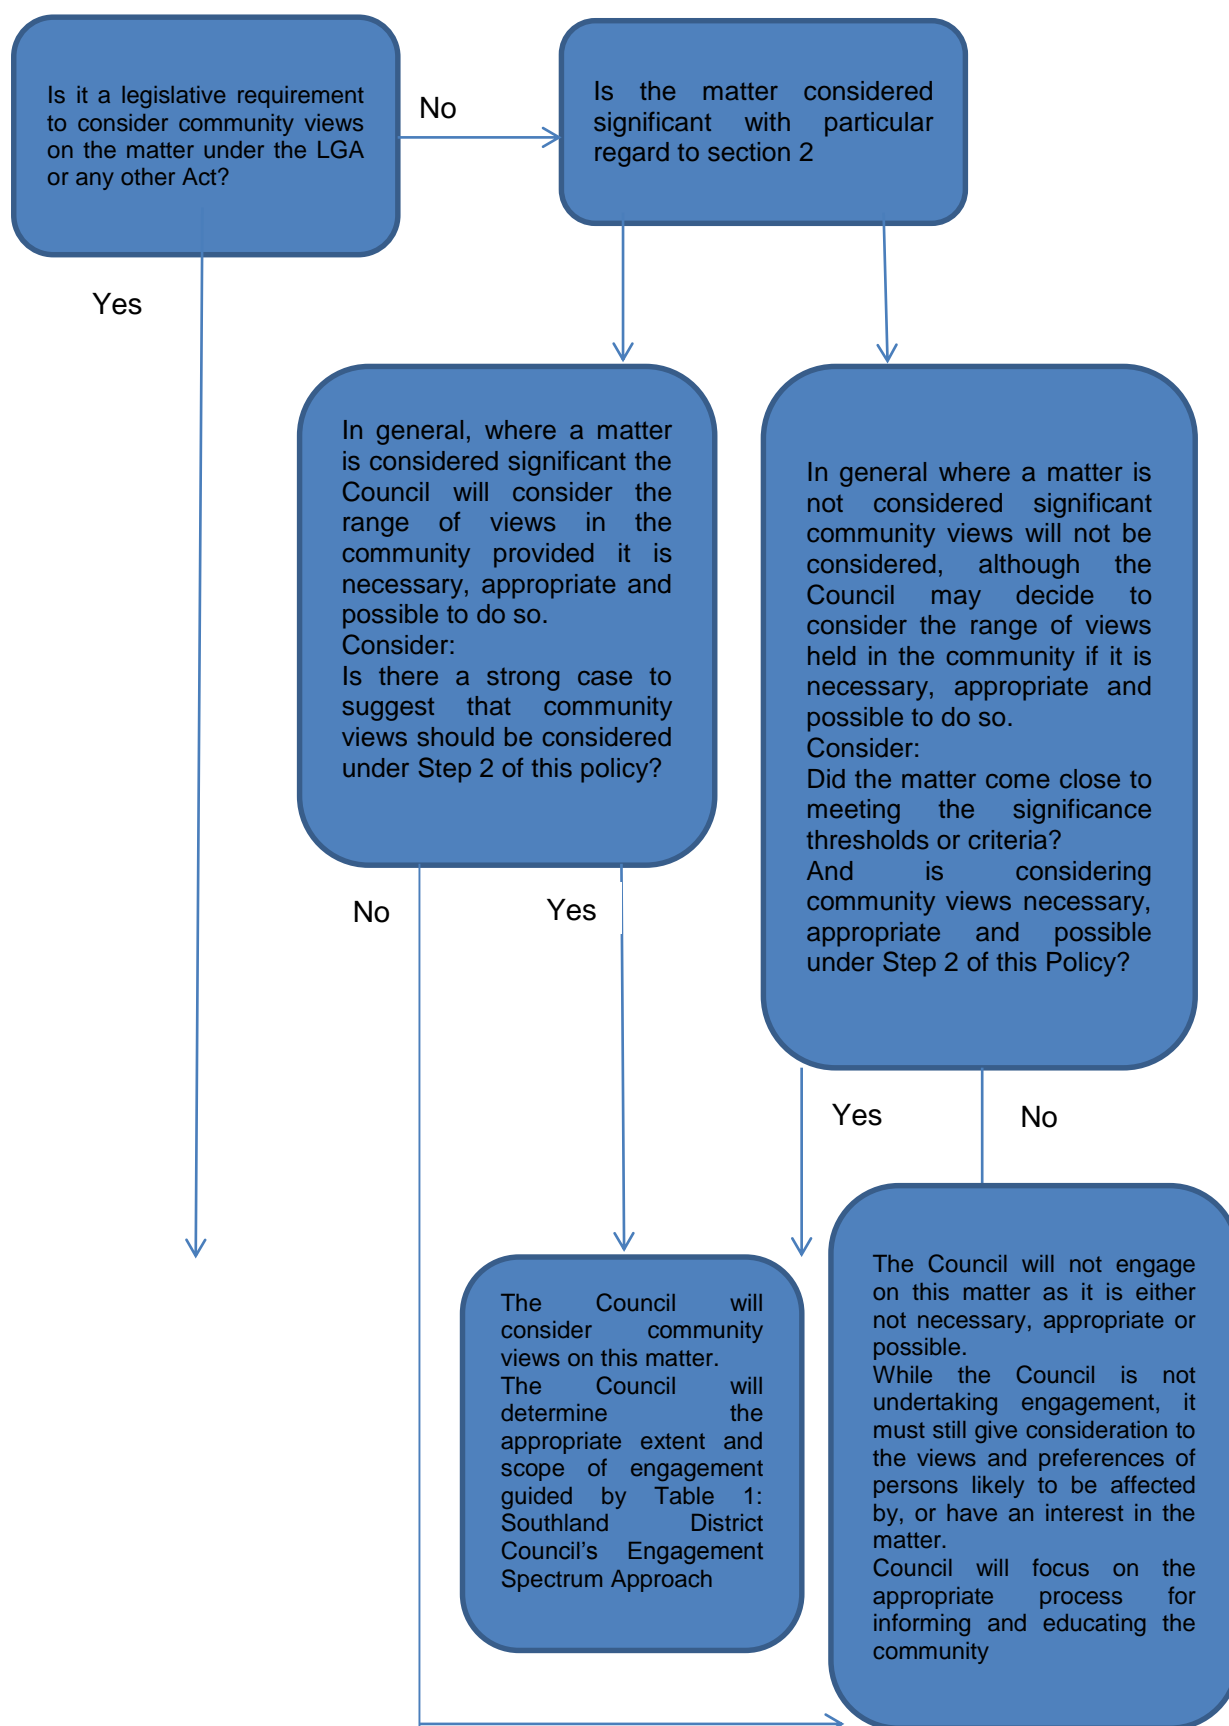 Is it a legislative requirement
to consider community views
on the matter under the LGA
or any other Act?
No
Is the matter considered
significant with particular
regard to section 2
Yes
In general, where a matter
is considered significant the
Council will consider the
range of views in the
community provided it is
necessary, appropriate and
possible to do so.
Consider:
Is there a strong case to
suggest that community
views should be considered
under Step 2 of this policy?
In general where a matter is
not considered significant
community views will not be
considered, although the
Council may decide to
consider the range of views
held in the community if it is
necessary, appropriate and
possible to do so.
Consider:
Did the matter come close to
meeting the significance
thresholds or criteria?
And is considering
community views necessary,
appropriate and possible
under Step 2 of this Policy?
No
Yes
Yes
No
The Council will
consider community
views on this matter.
The Council will
determine the
appropriate extent and
scope of engagement
guided by Table 1:
Southland District
Council’s Engagement
Spectrum Approach
The Council will not engage
on this matter as it is either
not necessary, appropriate or
possible.
While the Council is not
undertaking engagement, it
must still give consideration to
the views and preferences of
persons likely to be affected
by, or have an interest in the
matter.
Council will focus on the
appropriate process for
informing and educating the
community